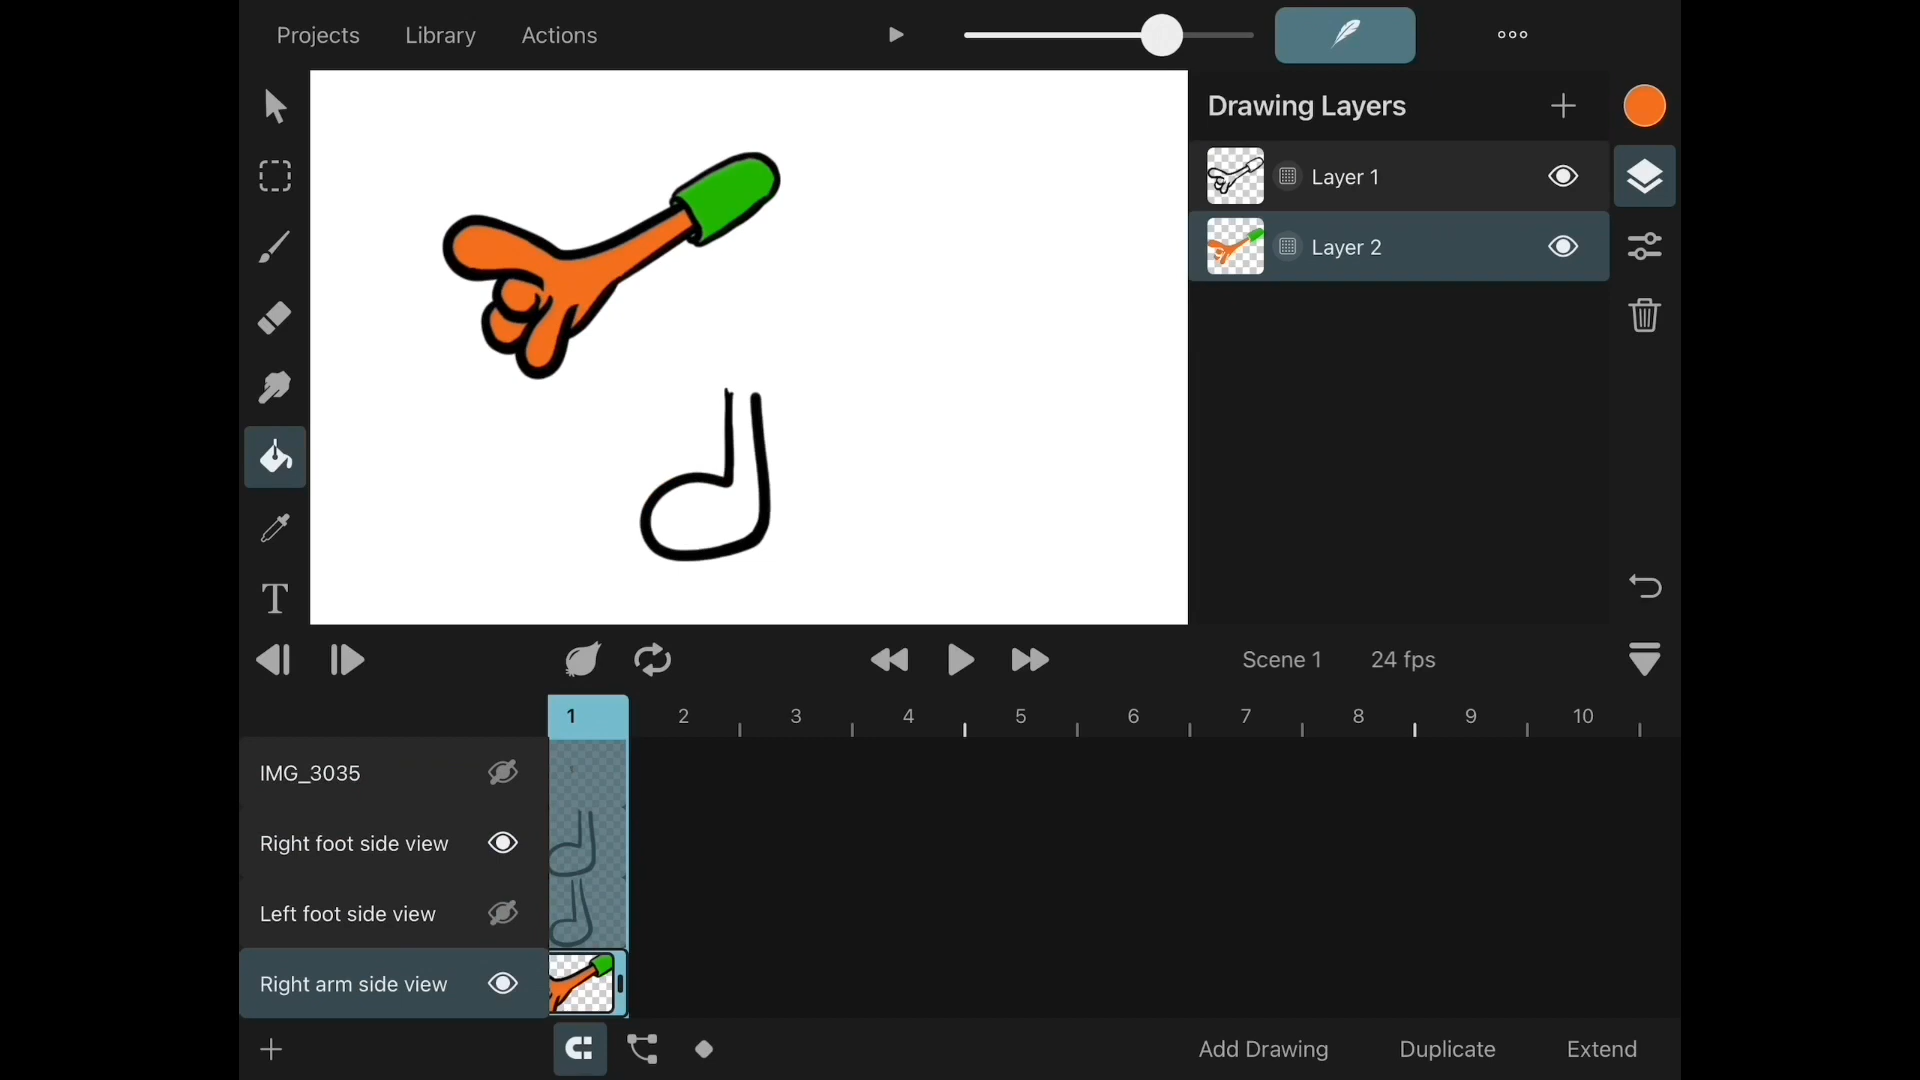 Projects Library Actions
Drawing Layers
Layer 1
Layer 2
T
Scene 1 24 fps
1 2 3 4 5 6 7 8 9 10
IMG_3035
Right foot side view
Left foot side view
Right arm side view
Add Drawing Duplicate Extend